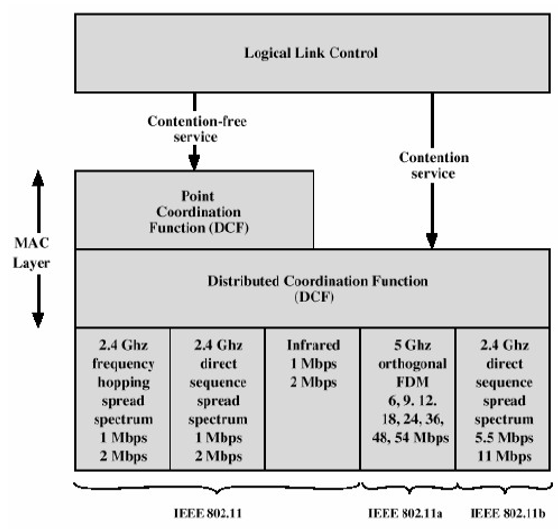 Logical Link Control
Contention-free
service
Contention
service
Point
Coordination
Function (DCF)
MAC
Layer
Distributed Coordination Function
(DCF)
2.4 Ghz
frequency
hopping
spread
spectrum
1 Mbps
2 Mbps
2.4 Ghz
direct
sequence
spread
spectrum
1 Mbps
2 Mbps
Infrared
1 Mbps
2 Mbps
5 Ghz
orthogonal
FDM
6, 9. 12.
18, 24, 36,
48, 54 Mbps
2.4 Ghz
direct
sequence
spread
spectrum
5.5 Mbps
11 Mbps
IEEE 802.11
IEEE 802.11a
IEEE 802.11b